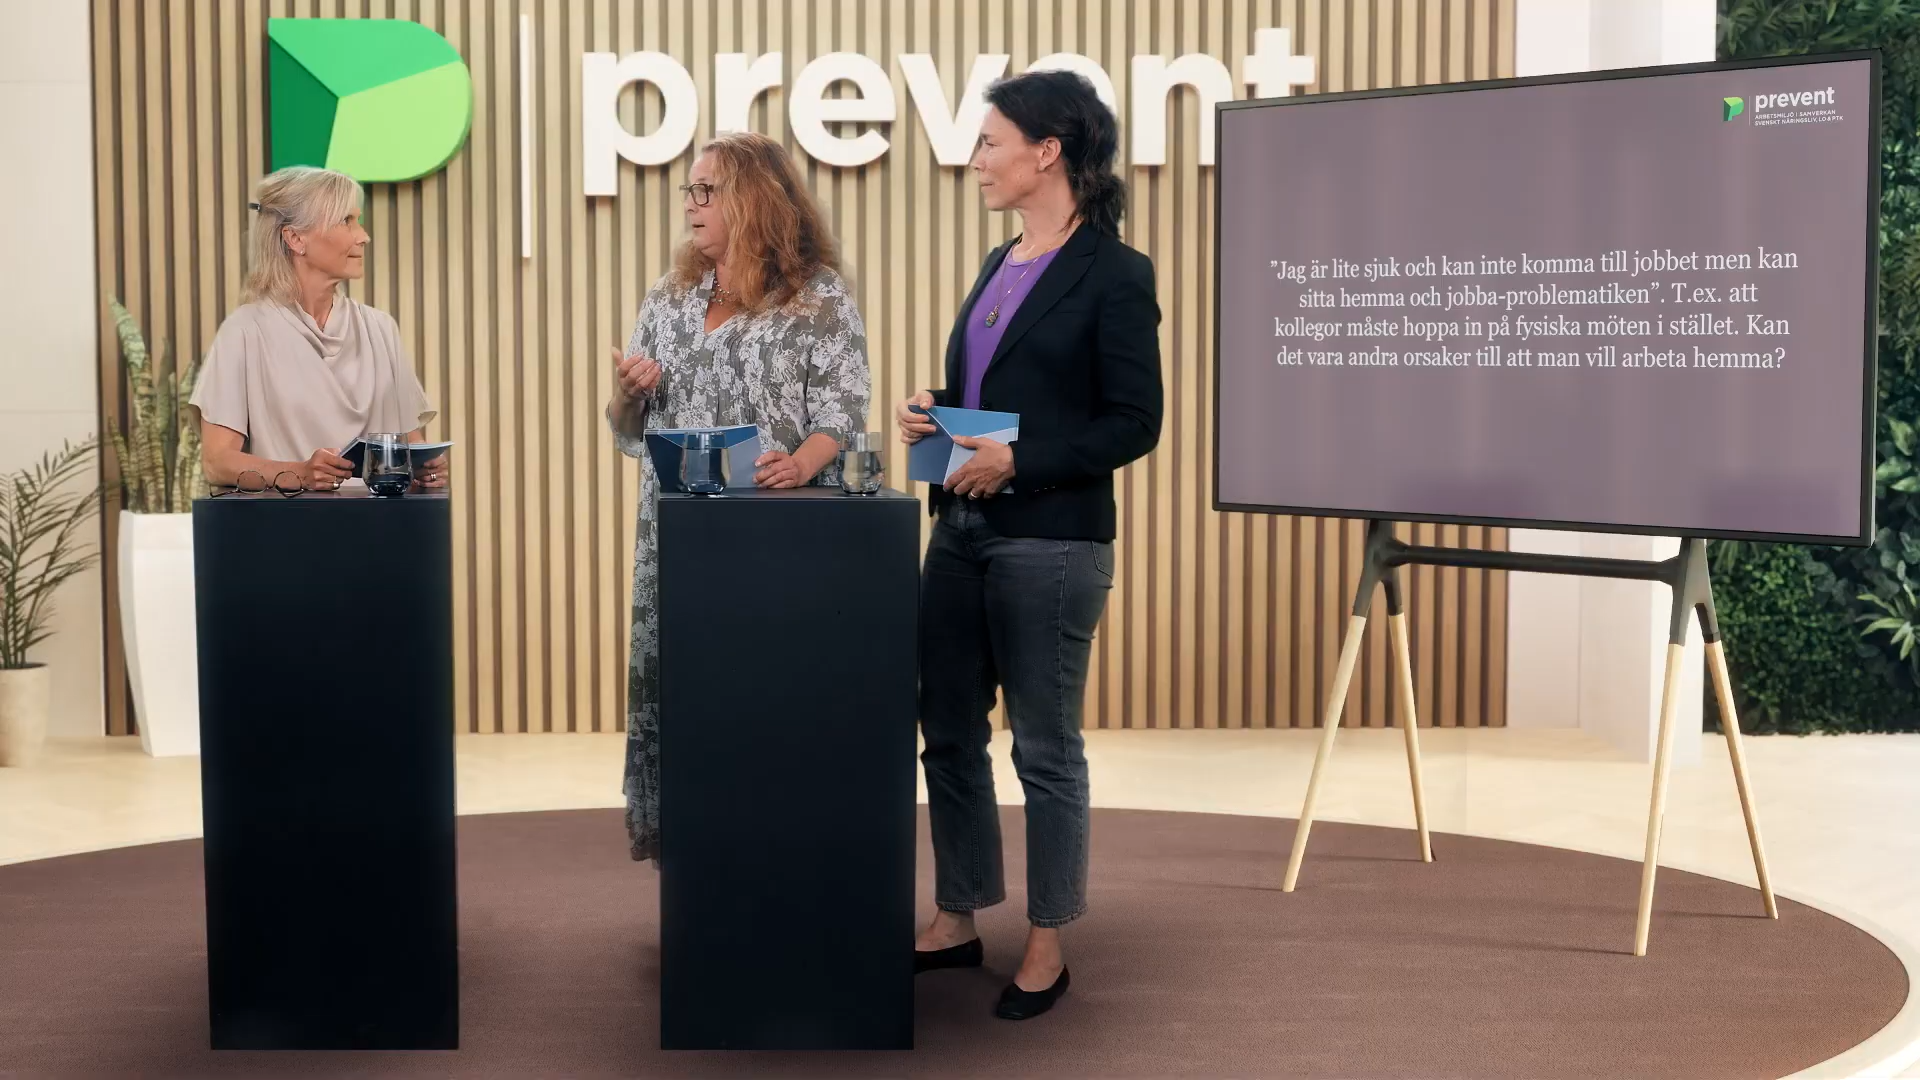 prevent
prevent
ARBETSMILJÖ I SAMVERKAN
SVENSKT NÄRINGSLIV, LO & PTK
”Jag är lite sjuk och kan inte komma till jobbet men kan
sitta hemma och jobba-problematiken”. T.ex. att
kollegor måste hoppa in på fysiska möten i stället. Kan
det vara andra orsaker till att man vill arbeta hemma?